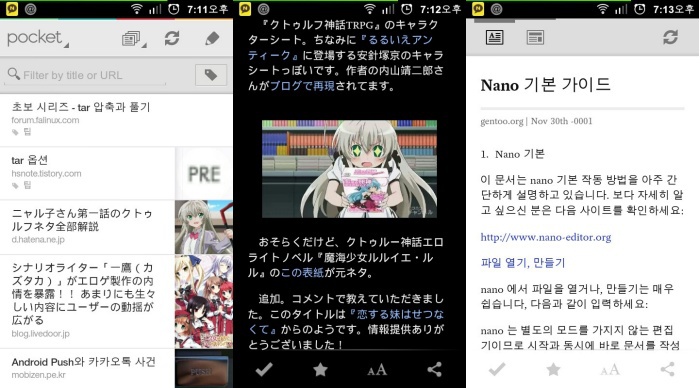 7:11오후
pocket
Filter by title or URL
초보 시리즈 - tar 압축과 풀기
forum.falinux.com
팁
tar 옵션
hsnote.tistory.com
팁
PRE
ニャル子さん第一話のクトゥ
ルフネタ全部解説
d.hatena.ne.jp
シナリオライター「一鷹（カ
ズタカ）」がエロゲ製作の内
情を暴露！！ あまりにも生々
しい内容にユーザーの動揺が
広がる
blog.livedoor.jp
Android Push와 카카오톡 사건
mobizen.pe.kr
7:12오후
『クトゥルフ神話TRPG』のキャラク
ターシート。ちなみに『るるいえアン
ティーク』に登場する安針塚京のキャラ
シートっぽいです。作者の内山靖二郎さ
んがブログで再現されてます。
おそらくだけど、クトゥルー神話エロ
ライトノベル『魔海少女ルルイエ・ル
ル』のこの表紙が元ネタ。
追加。コメントで教えていただきまし
た。このタイトルは『恋する妹はせつな
くて』からのようです。情報提供ありが
とうございました！
AA
7:13오후
Nano 기본 가이드
gentoo.org | Nov 30th -0001
1. Nano 기본
이 문서는 nano 기본 작동 방법을 아주 간
단하게 설명하고 있습니다. 보다 자세히 알
고 싶으신 분은 다음 사이트를 확인하세요:
http://www.nano-editor.org
파일 열기, 만들기
nano 에서 파일을 열거나, 만들기는 매우
쉽습니다, 다음과 같이 입력하세요:
nano 는 별도의 모드를 가지지 않는 편집
기이므로 시작과 동시에 바로 문서를 작성
AA